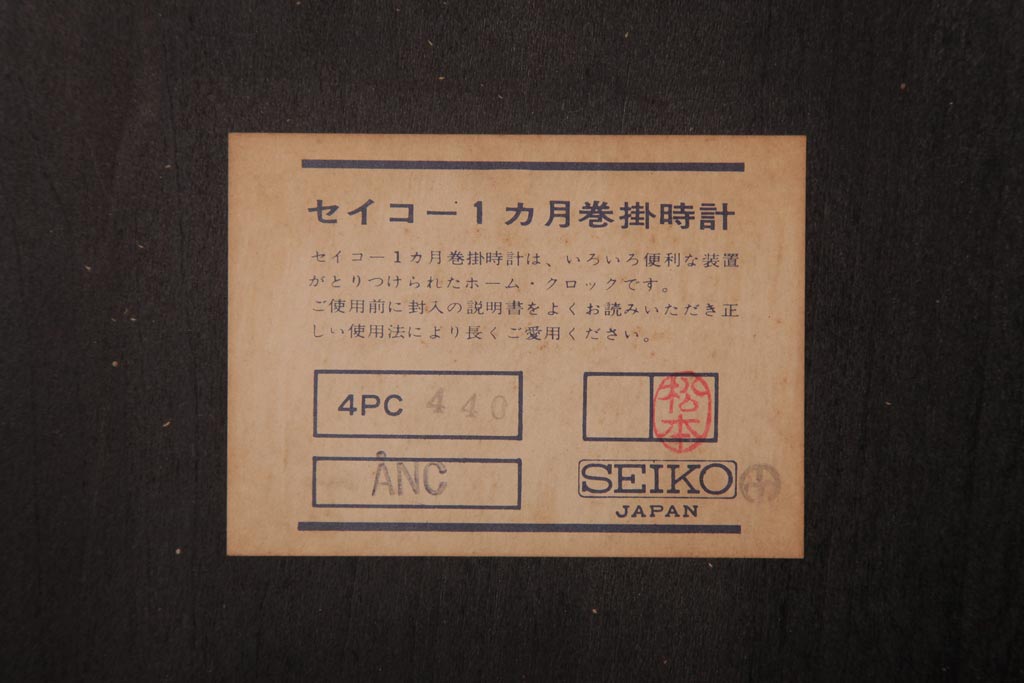 セイコー1カ月巻掛時計
セイコー1カ月巻掛時計は、いろいろ便利な装置
がとりつけられたホーム・クロックです。
ご使用前に封入の説明書をよくお読みいただき正
しい使用法により長くご愛用ください。
4PC 440
ÅNC
松本
SEIKO
JAPAN